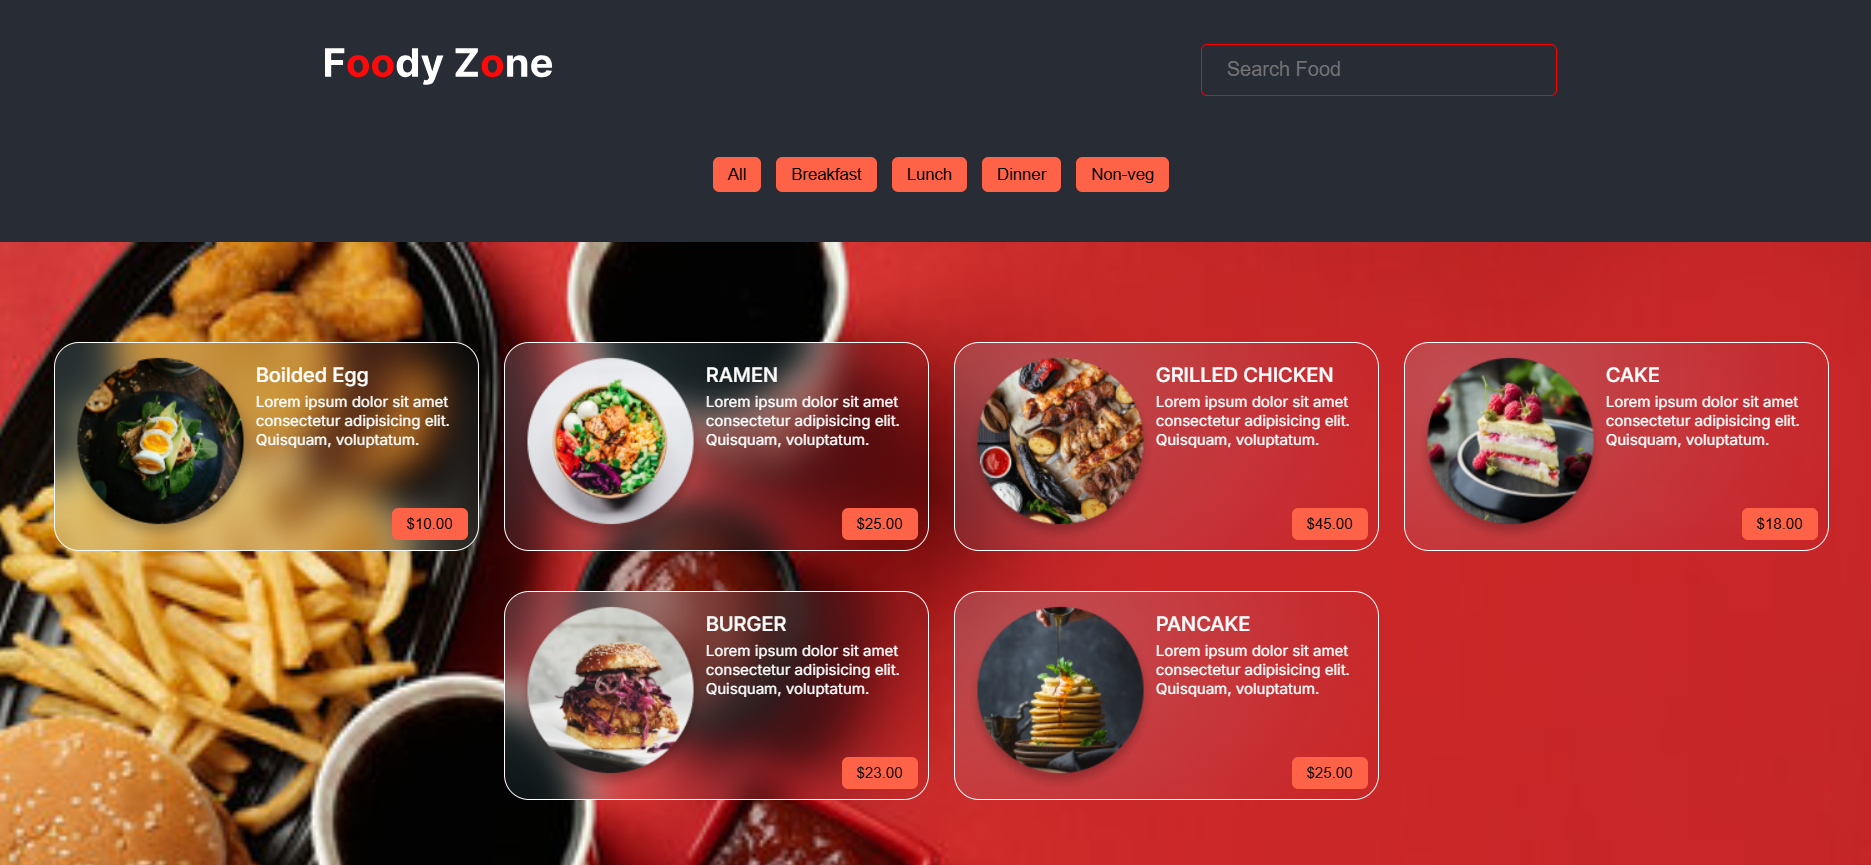 Foody Zone
Search Food
All
Breakfast
Lunch
Dinner
Non-veg
Boilded Egg
Lorem ipsum dolor sit amet
consectetur adipisicing elit.
Quisquam, voluptatum.
$10.00
RAMEN
Lorem ipsum dolor sit amet
consectetur adipisicing elit.
Quisquam, voluptatum.
$25.00
GRILLED CHICKEN
Lorem ipsum dolor sit amet
consectetur adipisicing elit.
Quisquam, voluptatum.
$45.00
CAKE
Lorem ipsum dolor sit amet
consectetur adipisicing elit.
Quisquam, voluptatum.
$18.00
BURGER
Lorem ipsum dolor sit amet
consectetur adipisicing elit.
Quisquam, voluptatum.
$23.00
PANCAKE
Lorem ipsum dolor sit amet
consectetur adipisicing elit.
Quisquam, voluptatum.
$25.00